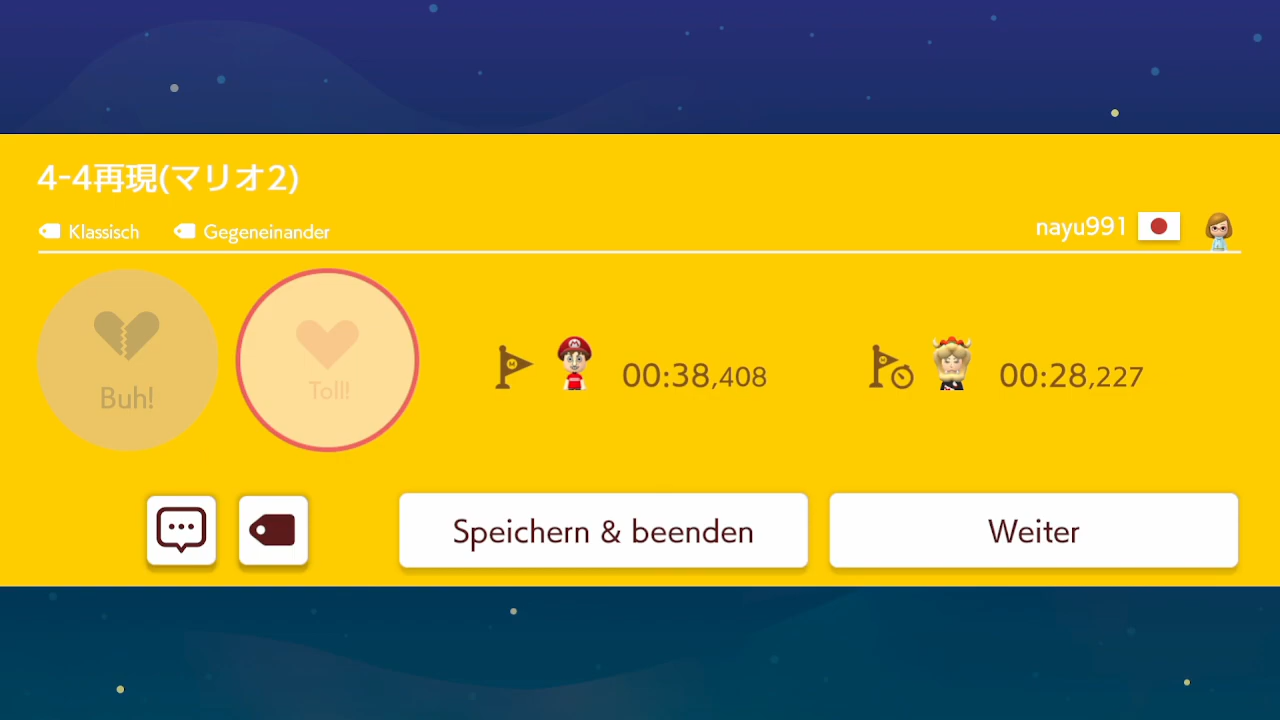 4-4再現(マリオ2)
Klassisch Gegeneinander
nayu991
Buh!
Toll!
00:38,408
00:28,227
Speichern & beenden
Weiter